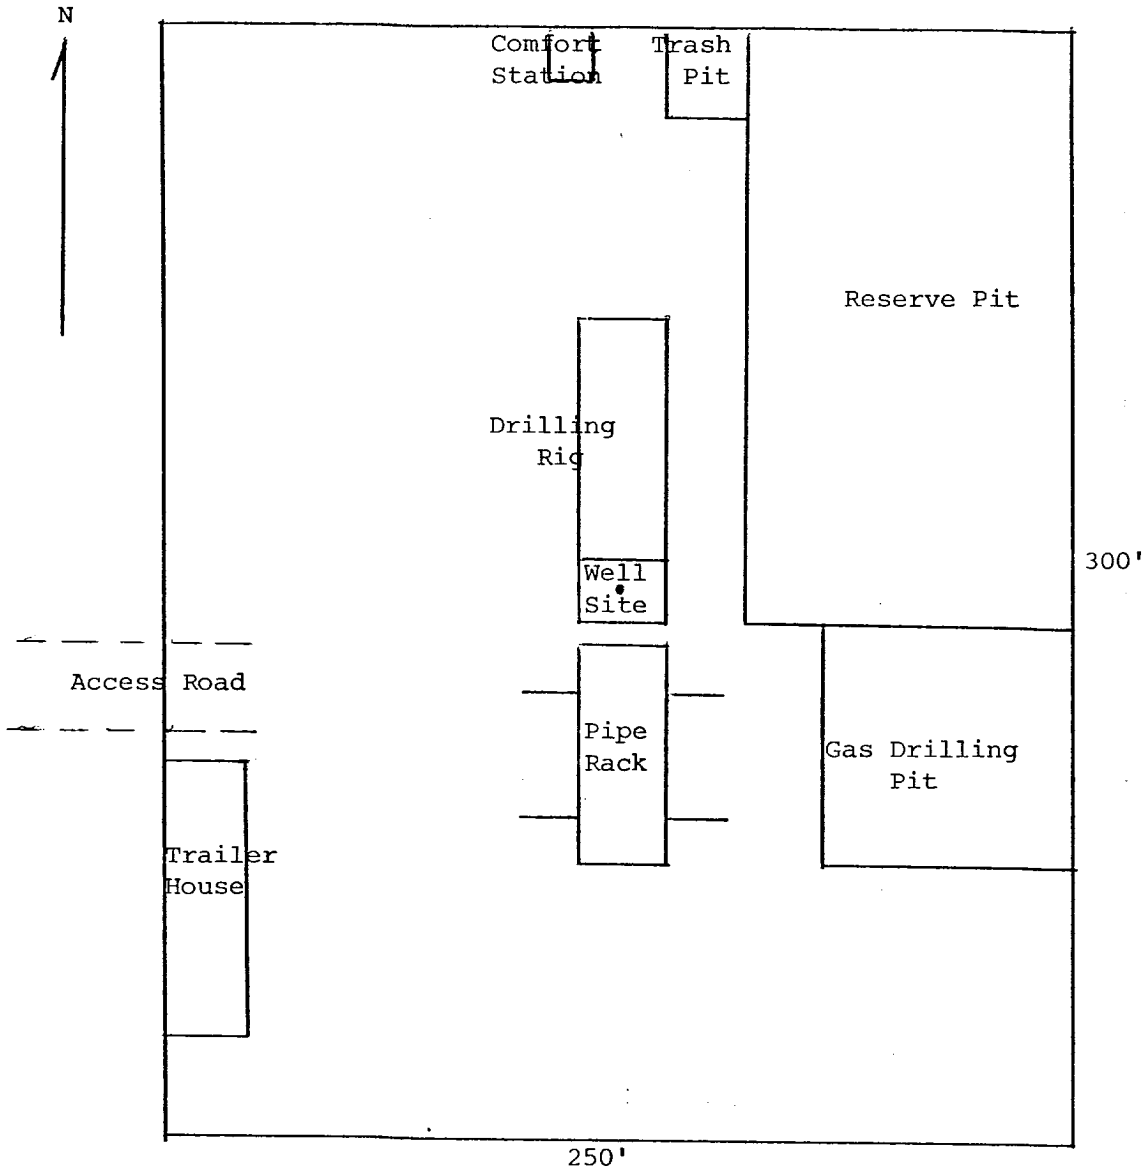 N
Comfort
Station
Trash
Pit
Reserve Pit
Drilling
Rig
Well
Site
300'
Access Road
Pipe
Rack
Gas Drilling
Pit
Trailer
House
250'